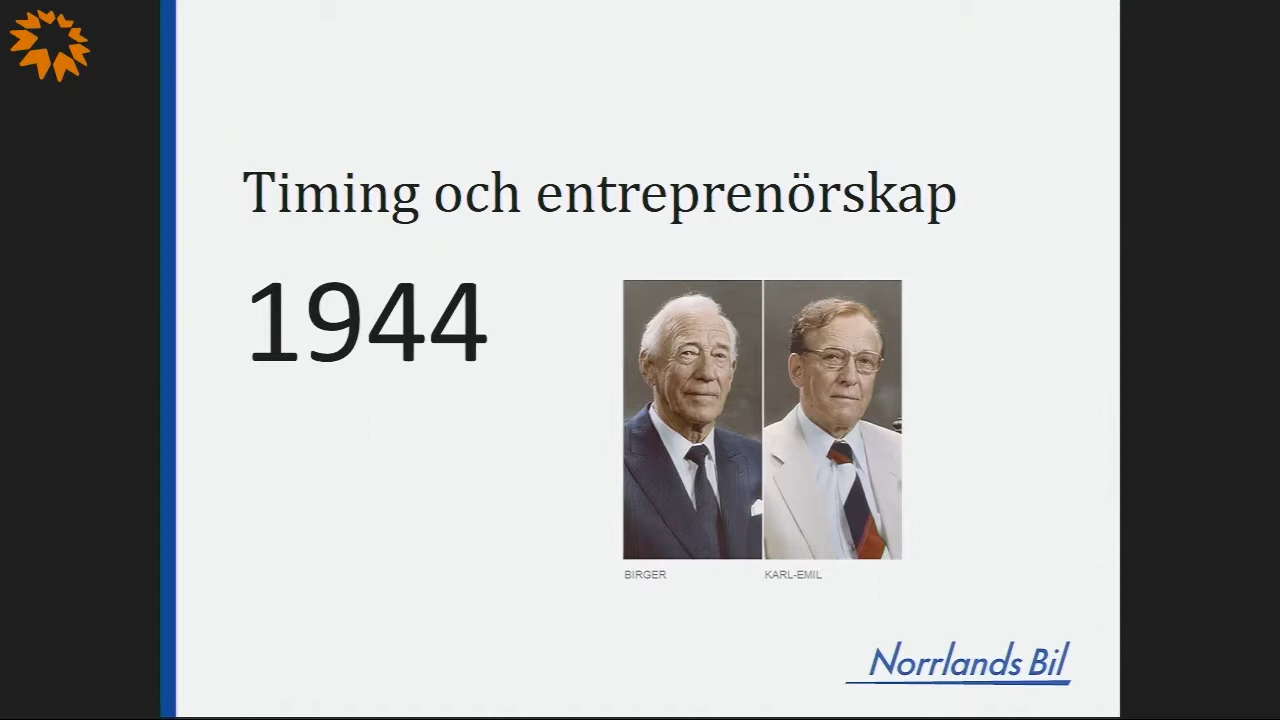 Timing och entreprenörskap
1944
BIRGER
KARL-EMIL
Norrlands Bil